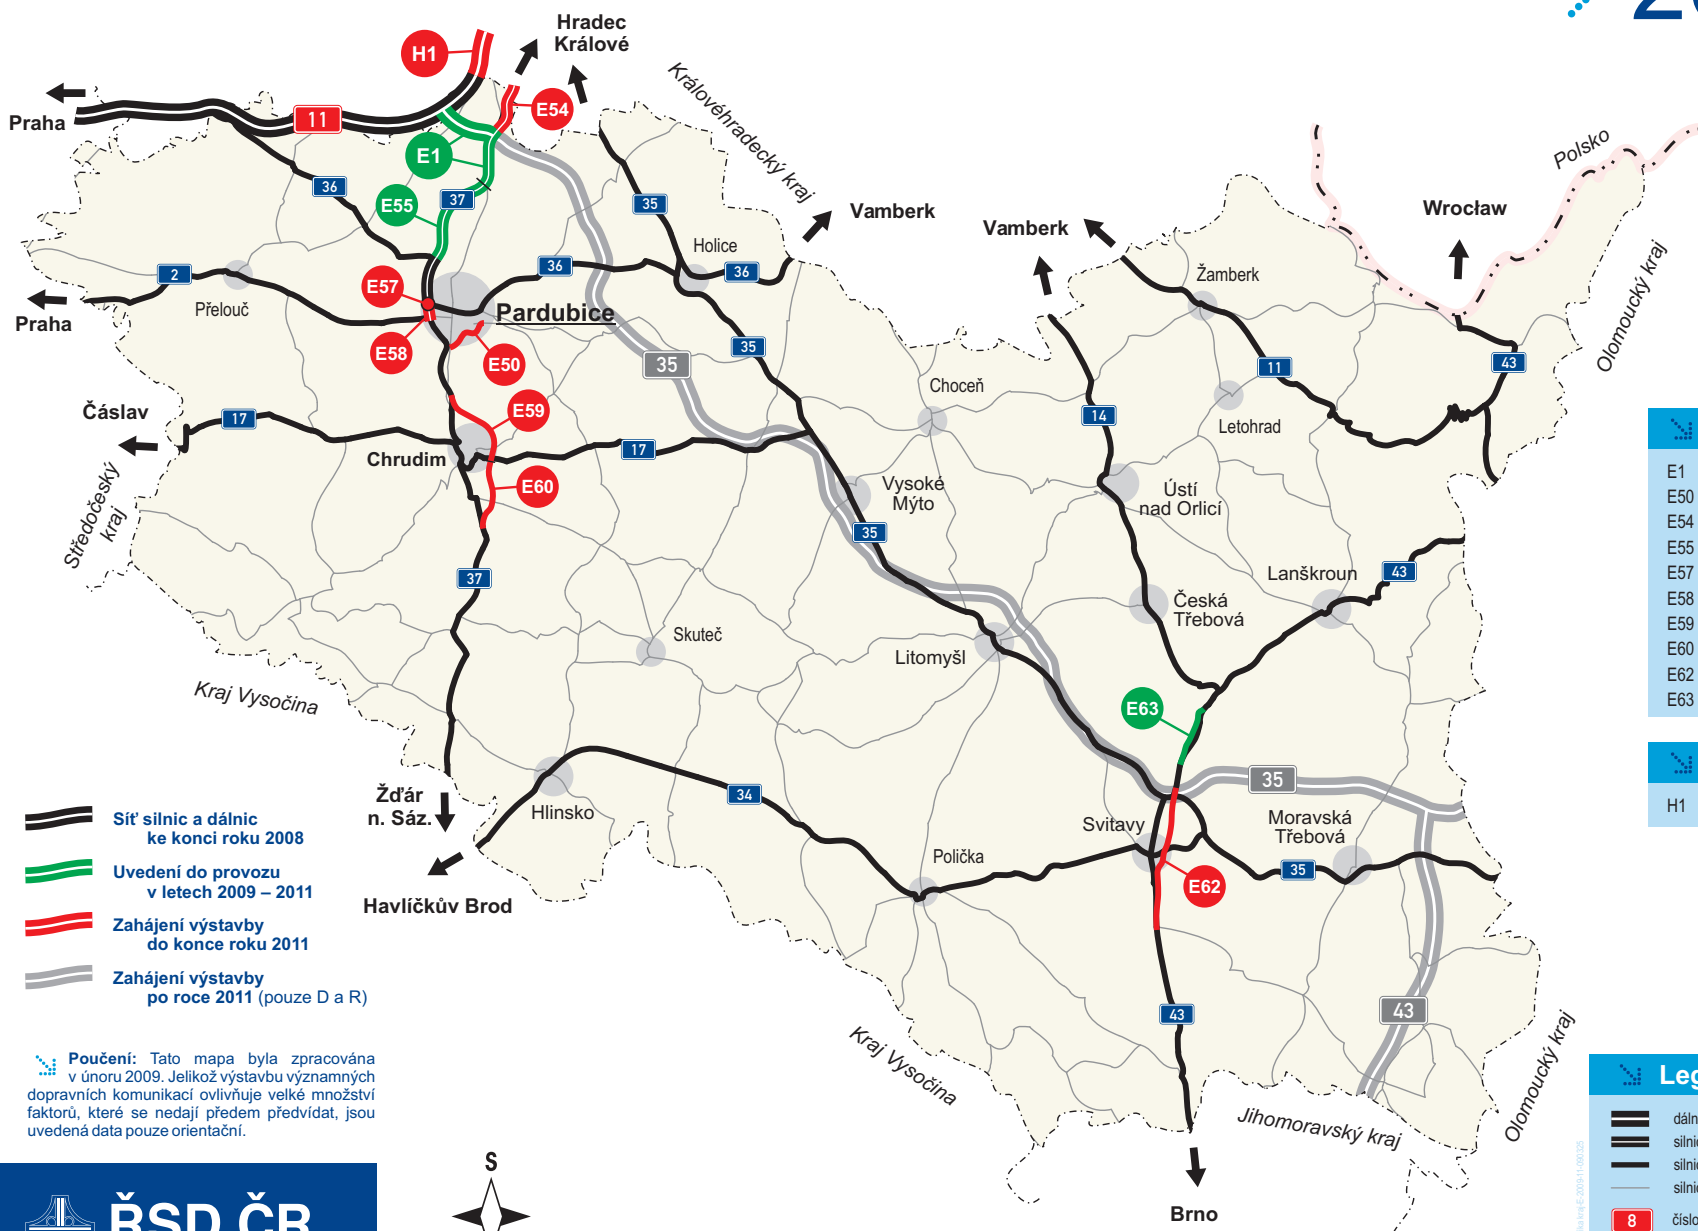 Hradec
Králové
H1
Praha
11
E54
Královéhradecký kraj
Polsko
E1
36
E55
37
35
Vamberk
Vamberk
Wrocław
Holice
36
36
Žamberk
Olomoucký kraj
2
Přelouč
E57
Praha
Pardubice
E58
E50
35
35
11
43
Čáslav
17
E59
Choceň
14
Letohrad
Chrudim
17
E60
Středočeský
kraj
Vysoké
Mýto
Ústí
nad Orlicí
35
37
Lanškroun
43
Česká
Třebová
Skuteč
Litomyšl
Kraj Vysočina
E63
E1
E50
E54
E55
E57
E58
E59
E60
E62
E63
H1
Žďár
n. Sáz.
Hlinsko
34
35
Svitavy
Moravská
Třebová
Polička
35
E62
Havlíčkův Brod
43
43
Kraj Vysočina
Jihomoravský kraj
Olomoucký kraj
Brno
Síť silnic a dálnic
ke konci roku 2008
Uvedení do provozu
v letech 2009 – 2011
Zahájení výstavby
do konce roku 2011
Zahájení výstavby
po roce 2011 (pouze D a R)
Poučení: Tato mapa byla zpracována
v únoru 2009. Jelikož výstavbu významných
dopravních komunikací ovlivňuje velké množství
faktorů, které se nedají předem předvídat, jsou
uvedená data pouze orientační.
ŘSD ČR
S
Leg
dáln
silnic
silnic
silnic
8
číslo